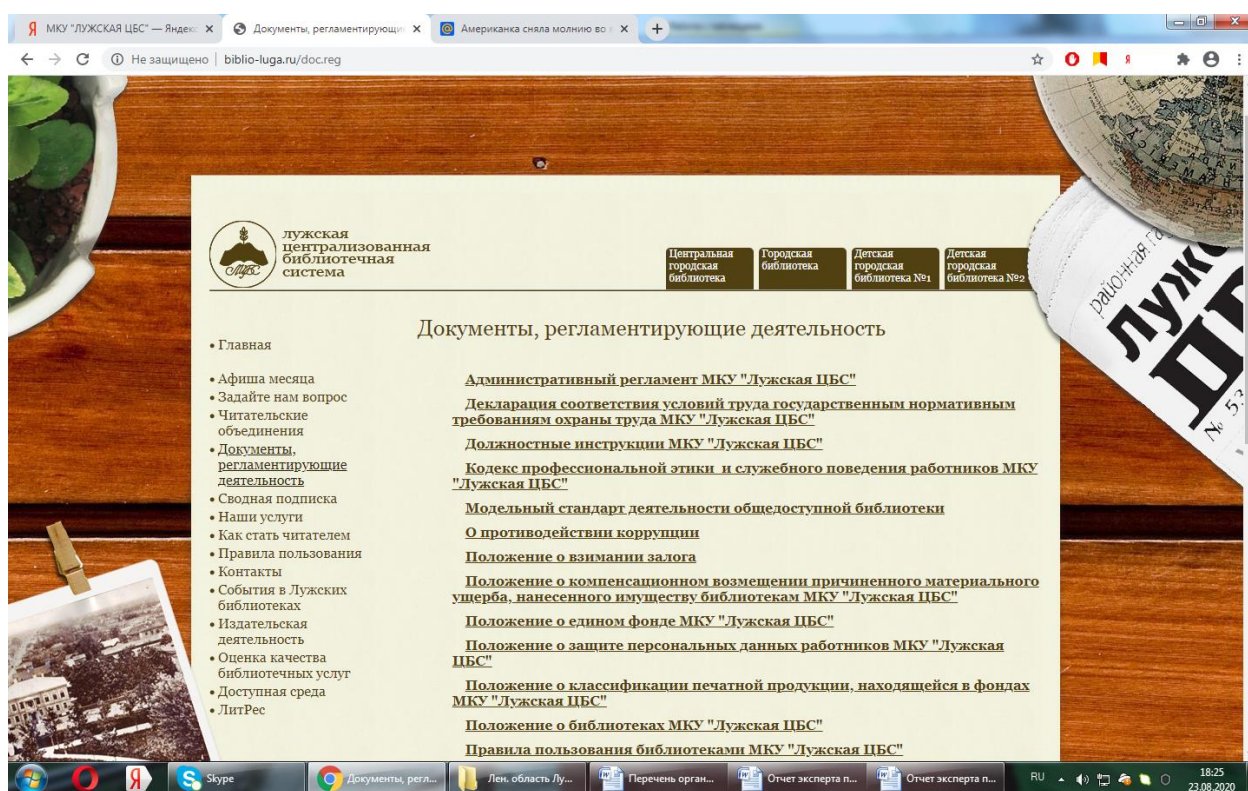 МКУ "ЛУЖСКАЯ ЦБС" — Яндекс
Документы, регламентирующи
Американка сняла молнию во
Не защищено | biblio-luga.ru/doc.reg
лужская
централизованная
библиотечная
система
ЛЦБС
Центральная
городская
библиотека
Городская
библиотека
Детская
городская
библиотека №1
Детская
городская
библиотека №2
районная
ЛУЖС
№ 53
Документы, регламентирующие деятельность
• Главная
• Афиша месяца
• Задайте нам вопрос
• Читательские
объединения
• Документы,
регламентирующие
деятельность
• Сводная подписка
• Наши услуги
• Как стать читателем
• Правила пользования
• Контакты
• События в Лужских
библиотеках
• Издательская
деятельность
• Оценка качества
библиотечных услуг
• Доступная среда
• ЛитРес
Административный регламент МКУ "Лужская ЦБС"
Декларация соответствия условий труда государственным нормативным
требованиям охраны труда МКУ "Лужская ЦБС"
Должностные инструкции МКУ "Лужская ЦБС"
Кодекс профессиональной этики и служебного поведения работников МКУ
"Лужская ЦБС"
Модельный стандарт деятельности общедоступной библиотеки
О противодействии коррупции
Положение о взимании залога
Положение о компенсационном возмещении причиненного материального
ущерба, нанесенного имуществу библиотекам МКУ "Лужская ЦБС"
Положение о едином фонде МКУ "Лужская ЦБС"
Положение о защите персональных данных работников МКУ "Лужская
ЦБС"
Положение о классификации печатной продукции, находящейся в фондах
МКУ "Лужская ЦБС"
Положение о библиотеках МКУ "Лужская ЦБС"
Правила пользования библиотеками МКУ "Лужская ЦБС"
Skype
Документы, регл...
Лен. область Лу...
Перечень орган...
Отчет эксперта п...
Отчет эксперта п...
RU
18:25
23.08.2020